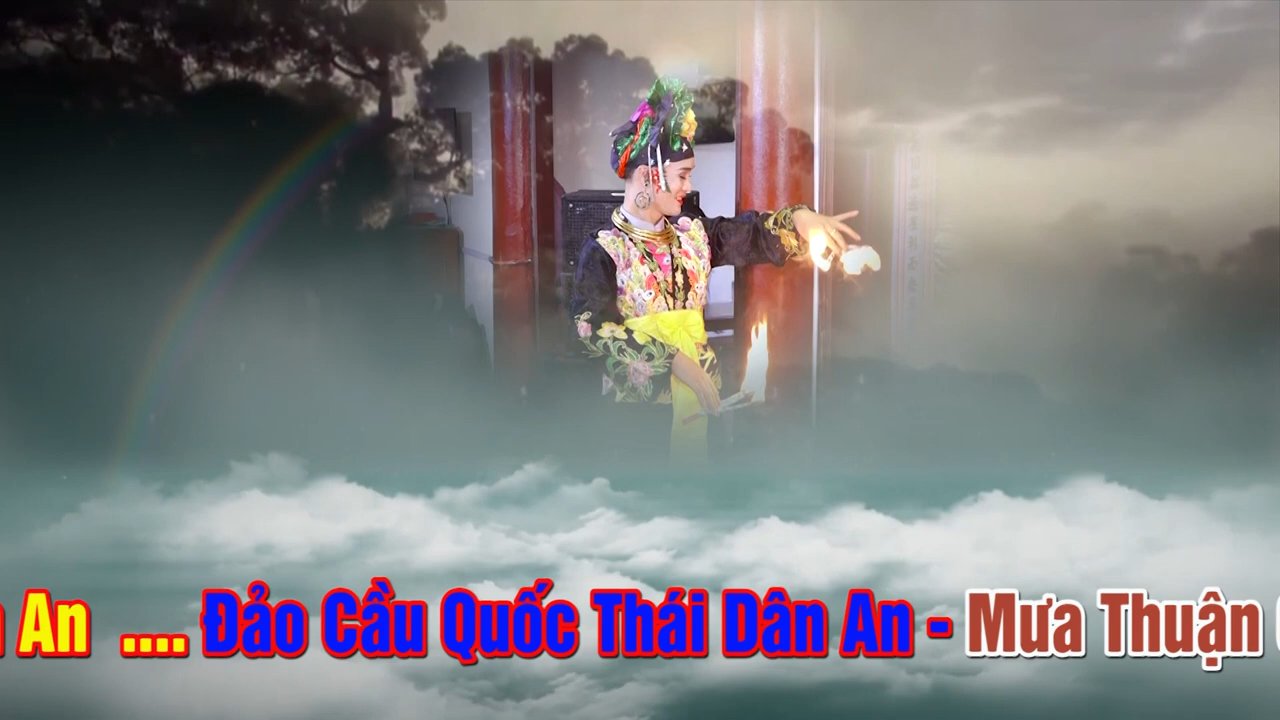 An .... Đảo Cầu Quốc Thái Dân An - Mưa Thuận